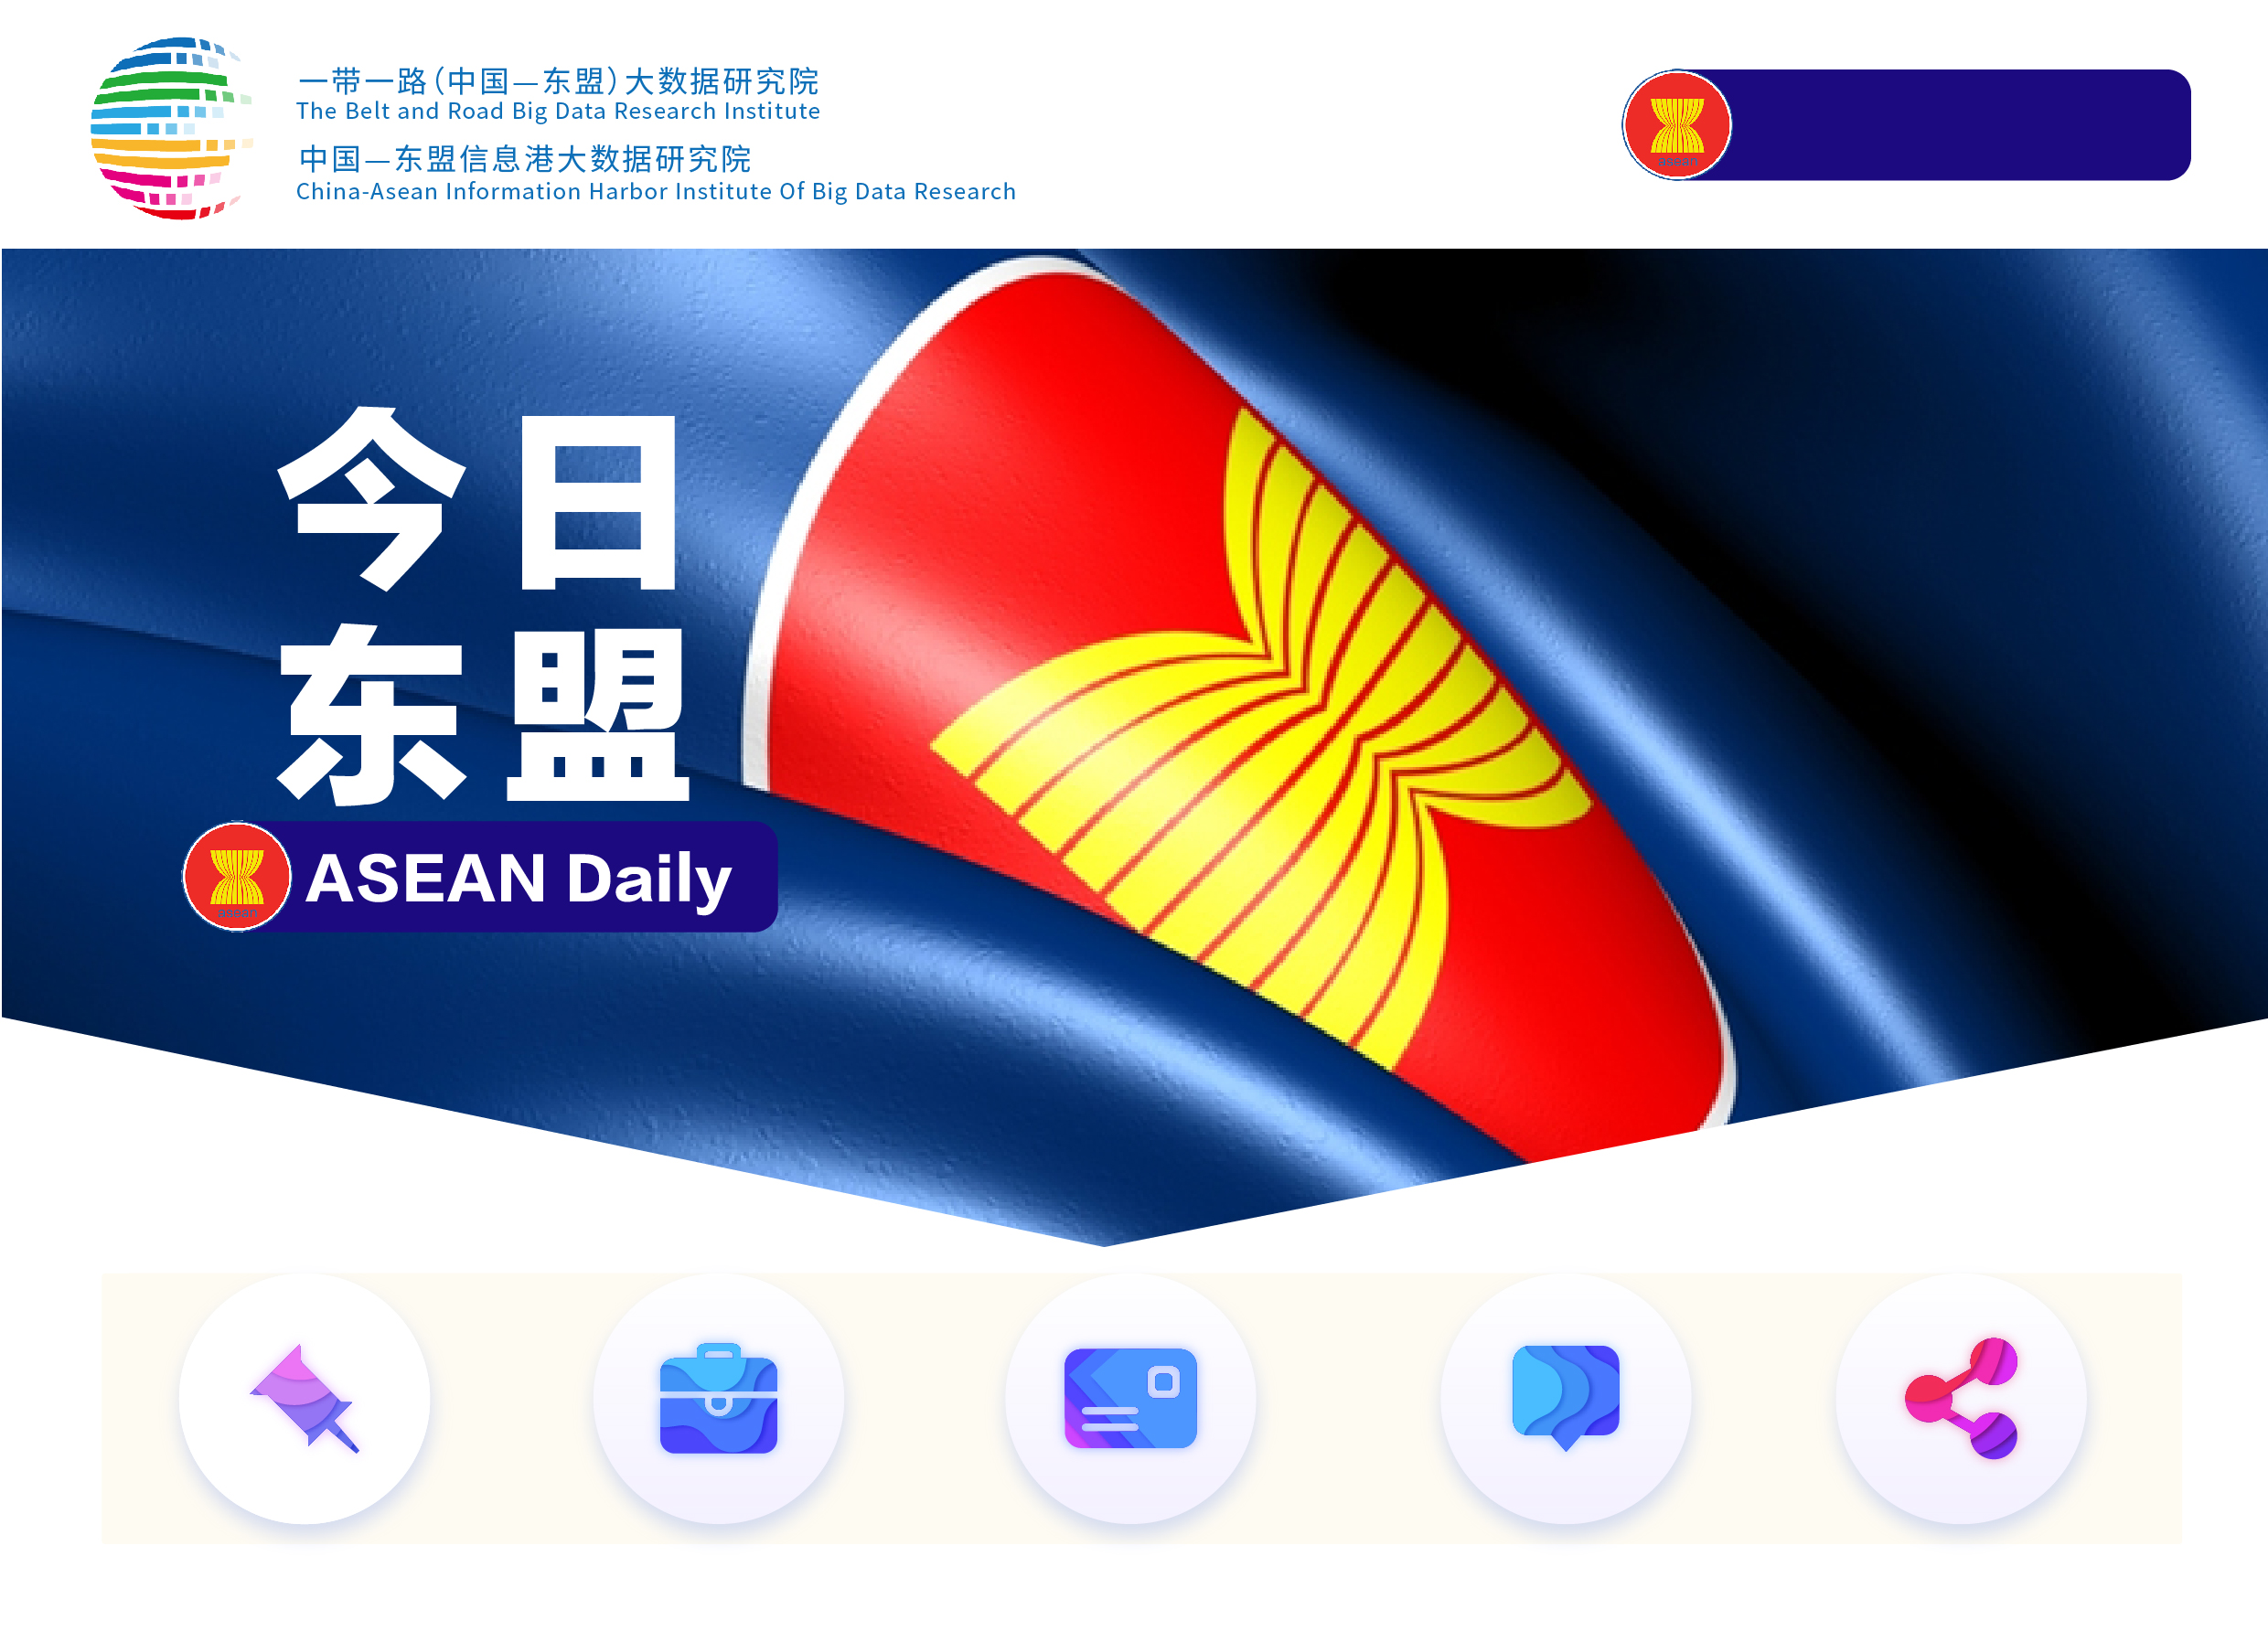 一带一路（中国—东盟）大数据研究院
The Belt and Road Big Data Research Institute
中国—东盟信息港大数据研究院
China-Asean Information Harbor Institute Of Big Data Research
asean
今日
东盟
asean
ASEAN Daily